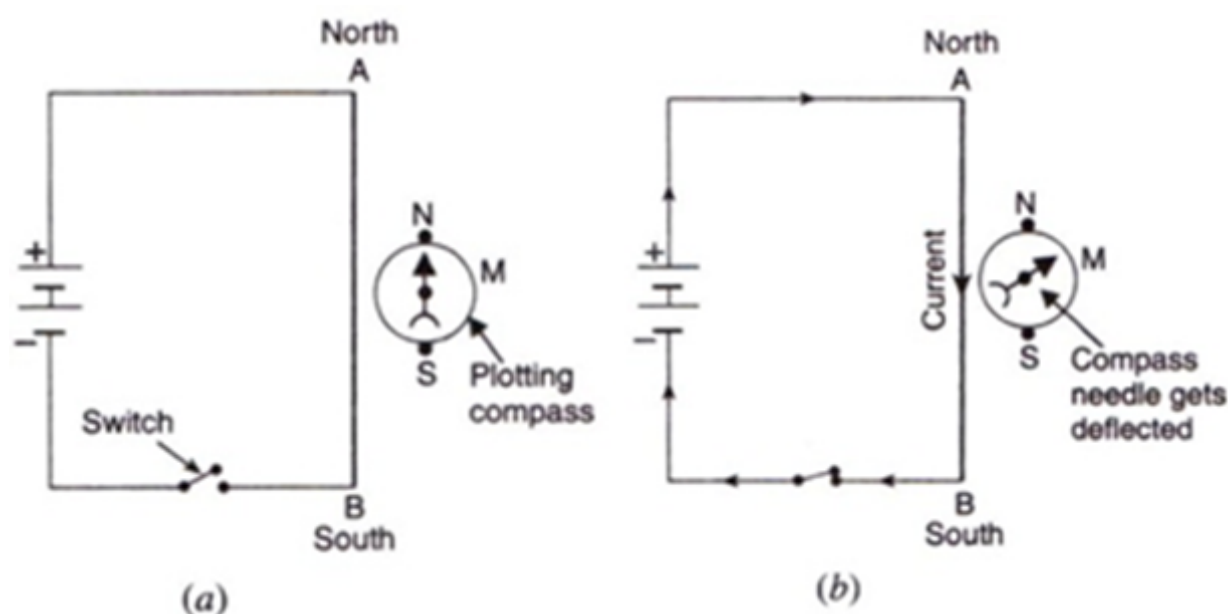 North
A
+
−
N
M
S
Plotting
compass
Switch
B
South
(a)
North
A
+
−
Current
N
M
S
Compass
needle gets
deflected
B
South
(b)